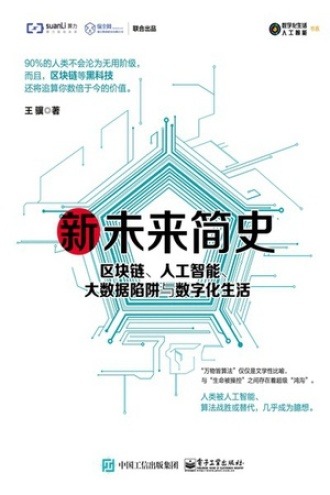 suanLi 算力
联合出品
数字化生活
人工智能
90%的人类不会沦为无用阶级。
而且，区块链等黑科技
还将追算你数倍于今的价值。
王 骥◎著
新未来简史
区块链、人工智能、
大数据陷阱与数字化生活
“万物皆算法”仅仅是文学性比喻，
与“生命被操控”之间存在着超级“鸿沟”。
人类被人工智能、
算法战胜或替代，几乎成为臆想。
中国工信出版集团
电子工业出版社